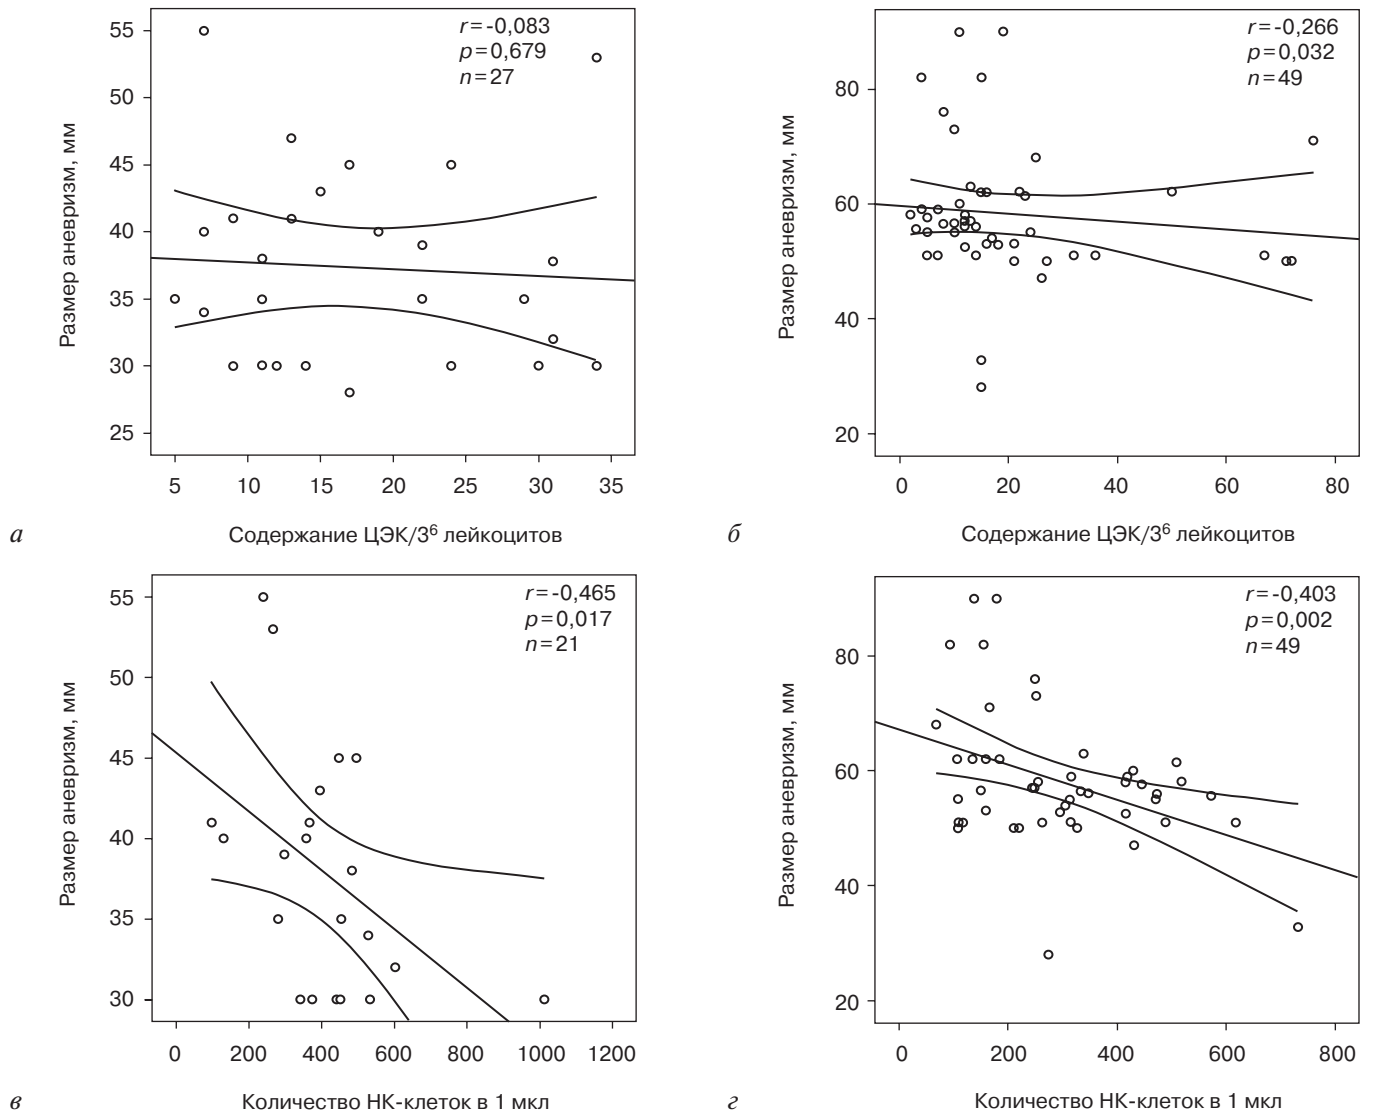 r=-0,083
p=0,679
n=27
55
50
45
40
35
30
25
Размер аневризм, мм
5 10 15 20 25 30 35
Содержание ЦЭК/3⁶ лейкоцитов
а
r=-0,266
p=0,032
n=49
80
60
40
20
Размер аневризм, мм
0 20 40 60 80
Содержание ЦЭК/3⁶ лейкоцитов
б
r=-0,465
p=0,017
n=21
55
50
45
40
35
30
Размер аневризм, мм
0 200 400 600 800 1000 1200
Количество НК-клеток в 1 мкл
в
r=-0,403
p=0,002
n=49
80
60
40
20
Размер аневризм, мм
0 200 400 600 800
Количество НК-клеток в 1 мкл
г